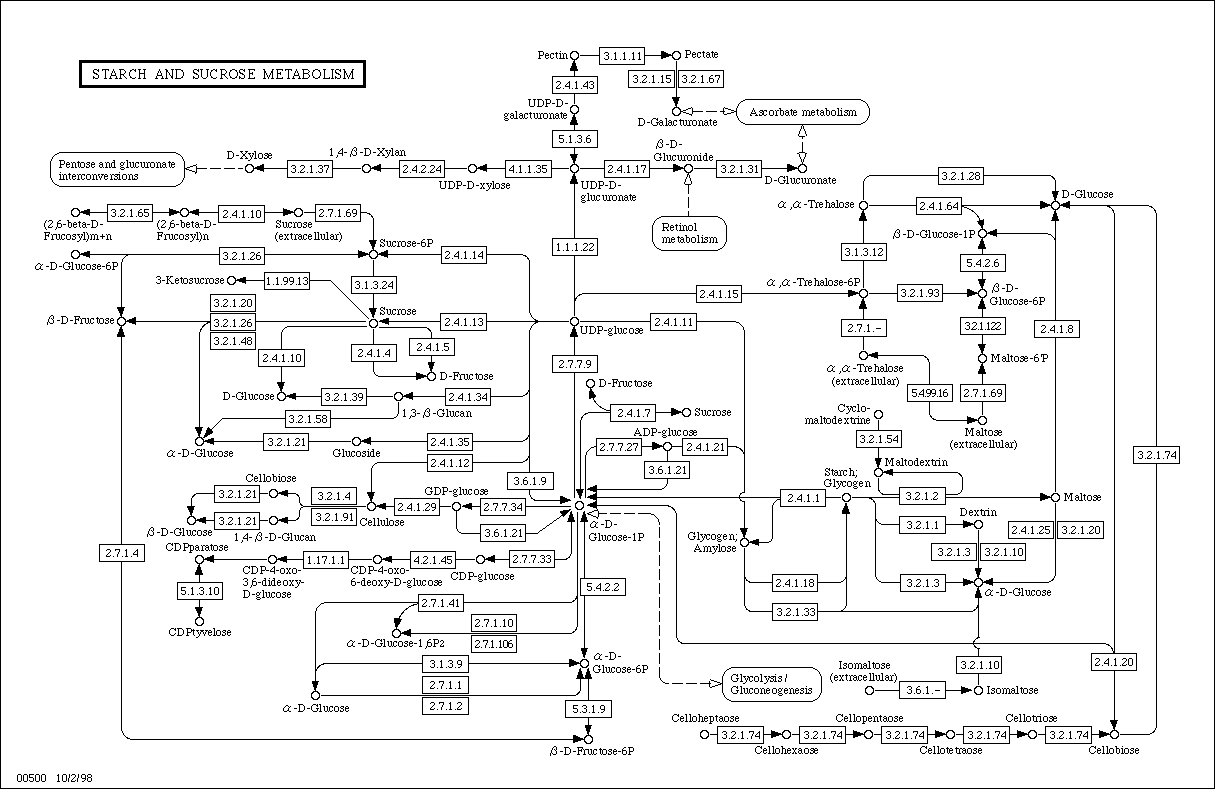 Pectin
3.1.1.11
Pectate
STARCH AND SUCROSE METABOLISM
2.4.1.43
3.2.1.15
3.2.1.67
UDP-D-
galacturonate
D-Galacturonate
Ascorbate metabolism
5.1.3.6
Pentose and glucuronate
interconversions
D-Xylose
3.2.1.37
1,4-β-D-Xylan
2.4.2.24
UDP-D-xylose
4.1.1.35
UDP-D-
glucuronate
2.4.1.17
β-D-
Glucuronide
3.2.1.31
D-Glucuronate
Retinol
metabolism
3.2.1.28
α,α-Trehalose
2.4.1.64
D-Glucose
β-D-Glucose-1P
(2,6-beta-D-
Frucosyl)m+n
3.2.1.65
(2,6-beta-D-
Frucosyl)n
2.4.1.10
Sucrose
(extracellular)
2.7.1.69
1.1.1.22
3.1.3.12
5.4.2.6
Sucrose-6P
α-D-Glucose-6P
3.2.1.26
2.4.1.14
3-Ketosucrose
1.1.99.13
3.1.3.24
α,α-Trehalose-6P
2.4.1.15
3.2.1.93
β-D-
Glucose-6P
3.2.1.20
3.2.1.26
3.2.1.48
β-D-Fructose
Sucrose
2.4.1.13
UDP-glucose
2.4.1.11
2.7.1.-
3.2.1.122
2.4.1.8
2.4.1.10
2.4.1.4
2.4.1.5
2.7.7.9
α,α-Trehalose
(extracellular)
Maltose-6'P
D-Fructose
D-Fructose
5.4.99.16
2.7.1.69
D-Glucose
3.2.1.39
2.4.1.34
1,3-β-Glucan
3.2.1.58
2.4.1.7
Sucrose
Cyclo-
maltodextrine
Maltose
(extracellular)
ADP-glucose
3.2.1.54
α-D-Glucose
3.2.1.21
Glucoside
2.4.1.35
2.7.7.27
2.4.1.21
3.2.1.74
2.4.1.12
3.6.1.21
Maltodextrin
Cellobiose
3.6.1.9
Starch;
Glycogen
3.2.1.21
3.2.1.4
GDP-glucose
2.4.1.1
3.2.1.2
Maltose
3.2.1.21
3.2.1.91
Cellulose
2.4.1.29
2.7.7.34
β-D-Glucose
1,4-β-D-Glucan
3.6.1.21
α-D-
Glucose-1P
Dextrin
3.2.1.1
2.4.1.25
3.2.1.20
Glycogen;
Amylose
CDPparatose
2.7.1.4
1.17.1.1
4.2.1.45
2.7.7.33
3.2.1.3
3.2.1.10
CDP-4-oxo-
3,6-dideoxy-
D-glucose
CDP-4-oxo-
6-deoxy-D-glucose
CDP-glucose
5.1.3.10
5.4.2.2
2.4.1.18
3.2.1.3
α-D-Glucose
CDPtyvelose
2.7.1.41
2.7.1.33
2.7.1.10
α-D-Glucose-1,6P2
2.7.1.106
3.1.3.9
α-D-
Glucose-6P
3.2.1.10
2.4.1.20
2.7.1.1
Glycolysis /
Gluconeogenesis
Isomaltose
(extracellular)
3.6.1.-
Isomaltose
α-D-Glucose
2.7.1.2
5.3.1.9
β-D-Fructose-6P
Celloheptaose
3.2.1.74
Cellohexaose
3.2.1.74
Cellopentaose
3.2.1.74
Cellotetraose
3.2.1.74
Cellotriose
3.2.1.74
Cellobiose
00500 10/2/98